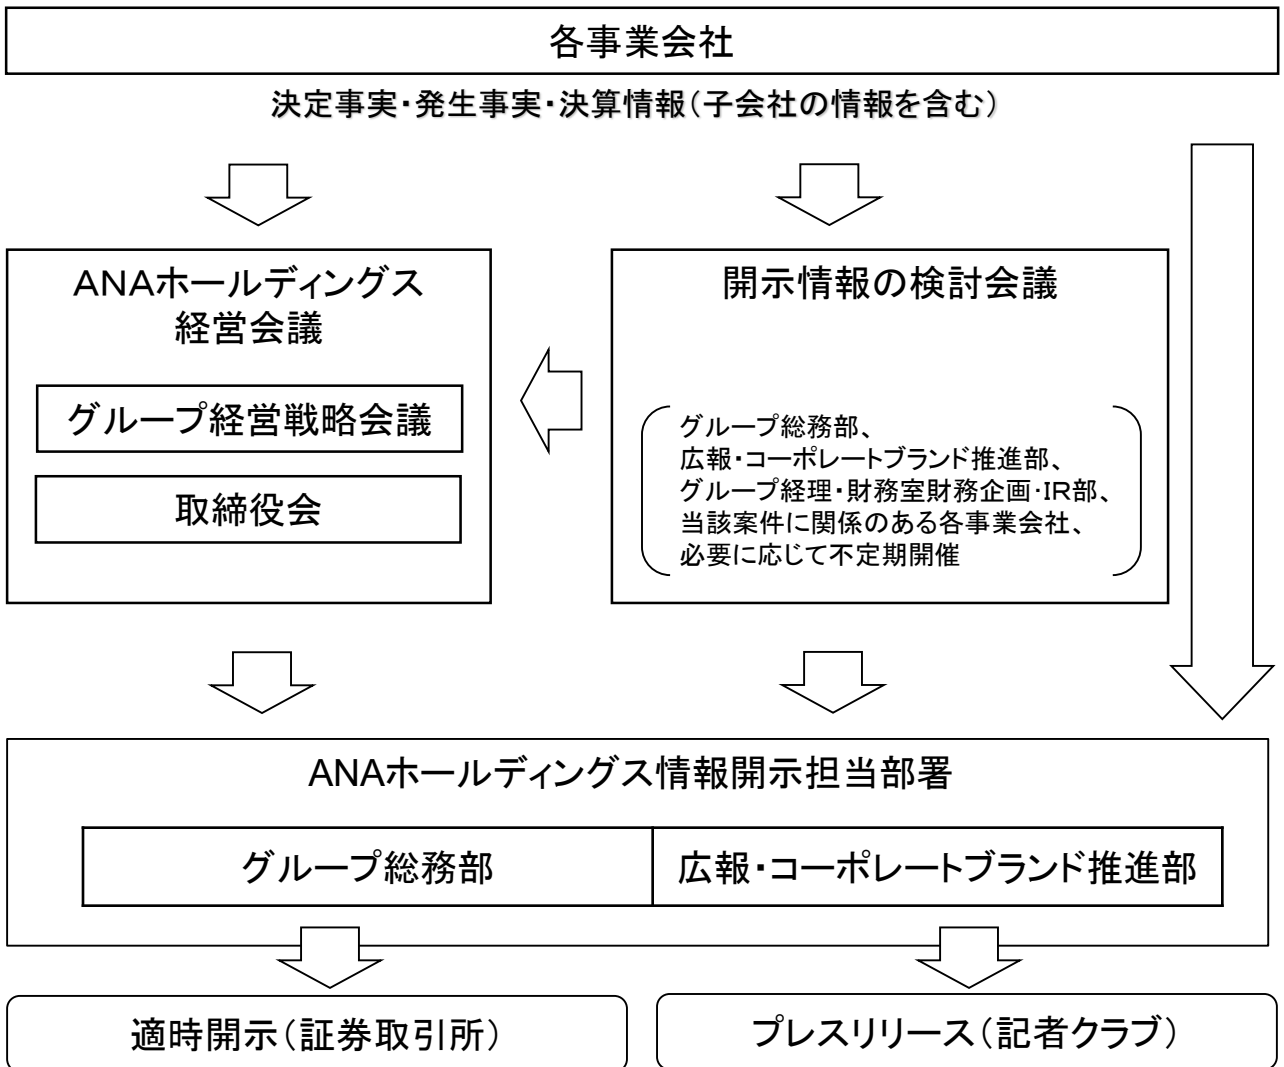 各事業会社
決定事実・発生事実・決算情報（子会社の情報を含む）
ＡＮＡホールディングス
経営会議
グループ経営戦略会議
取締役会
開示情報の検討会議
グループ総務部、
広報・コーポレートブランド推進部、
グループ経理・財務室財務企画・IR部、
当該案件に関係のある各事業会社、
必要に応じて不定期開催
ANAホールディングス情報開示担当部署
グループ総務部
広報・コーポレートブランド推進部
適時開示（証券取引所）
プレスリリース（記者クラブ）